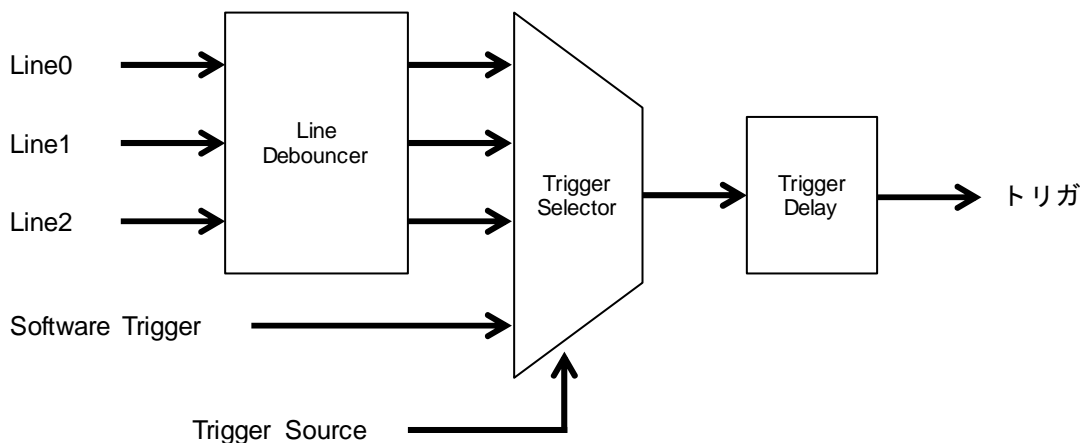 Line0
Line1
Line2
Line
Debouncer
Trigger
Selector
Trigger
Delay
トリガ
Software Trigger
Trigger Source